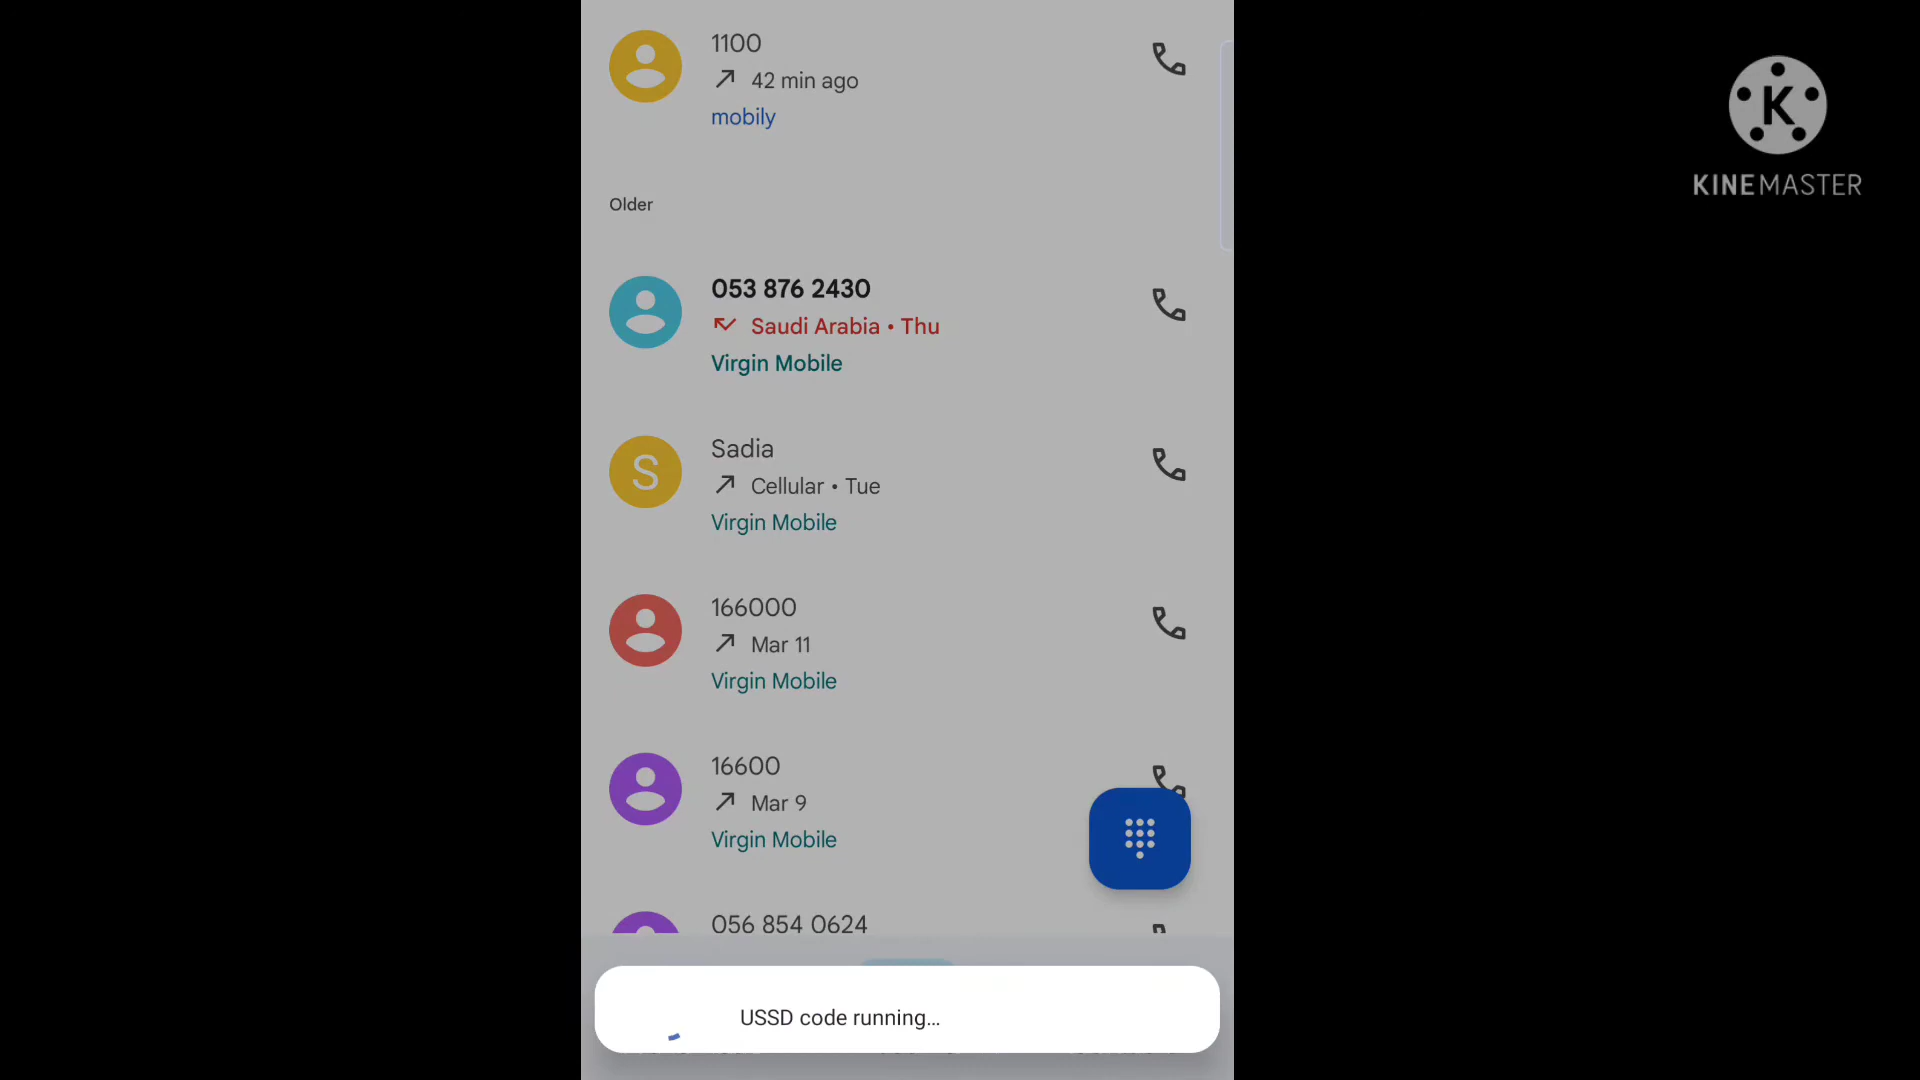 1100
42 min ago
mobily
K
KINEMASTER
Older
053 876 2430
Saudi Arabia • Thu
Virgin Mobile
S
Sadia
Cellular • Tue
Virgin Mobile
166000
Mar 11
Virgin Mobile
16600
Mar 9
Virgin Mobile
056 854 0624
USSD code running...